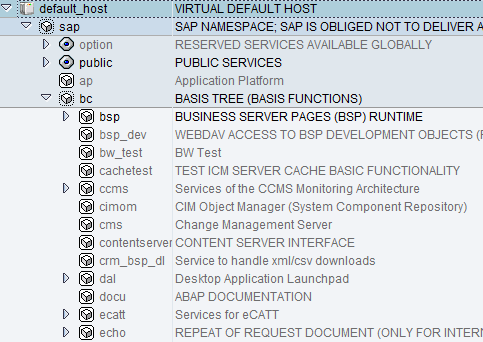 default_host VIRTUAL DEFAULT HOST
sap SAP NAMESPACE; SAP IS OBLIGED NOT TO DELIVER
option RESERVED SERVICES AVAILABLE GLOBALLY
public PUBLIC SERVICES
ap Application Platform
bc BASIS TREE (BASIS FUNCTIONS)
bsp BUSINESS SERVER PAGES (BSP) RUNTIME
bsp_dev WEBDAV ACCESS TO BSP DEVELOPMENT OBJECTS
bw_test BW Test
cachetest TEST ICM SERVER CACHE BASIC FUNCTIONALITY
ccms Services of the CCMS Monitoring Architecture
cimom CIM Object Manager (System Component Repository)
cms Change Management Server
contentserver CONTENT SERVER INTERFACE
crm_bsp_dl Service to handle xml/csv downloads
dal Desktop Application Launchpad
docu ABAP DOCUMENTATION
ecatt Services for eCATT
echo REPEAT OF REQUEST DOCUMENT (ONLY FOR INTERN